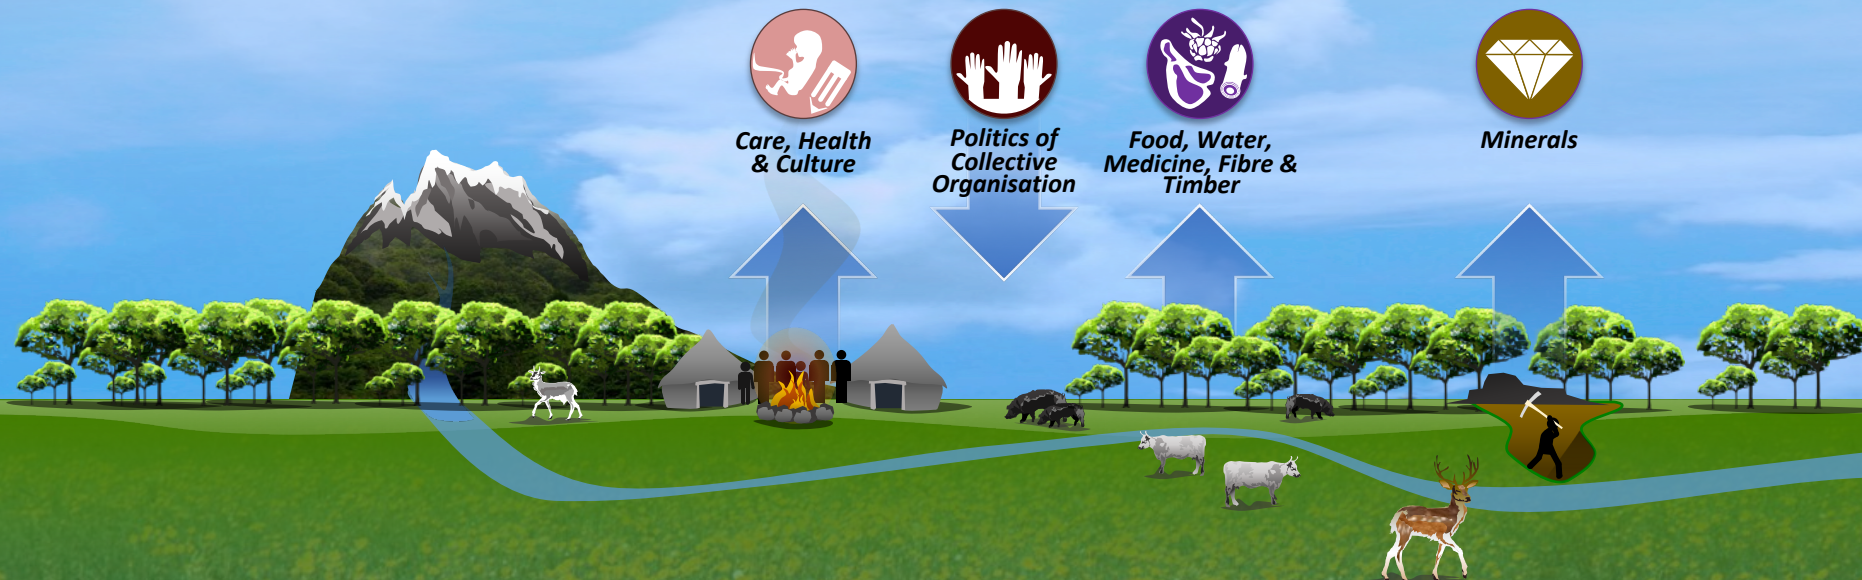 Care, Health
& Culture
Politics of
Collective
Organisation
Food, Water,
Medicine, Fibre &
Timber
Minerals